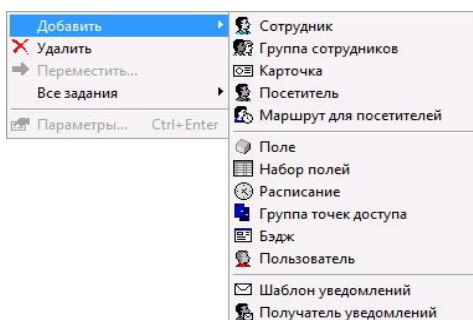 Добавить
Удалить
Переместить...
Все задания
Параметры... Ctrl+Enter
Сотрудник
Группа сотрудников
Карточка
Посетитель
Маршрут для посетителей
Поле
Набор полей
Расписание
Группа точек доступа
Бэдж
Пользователь
Шаблон уведомлений
Получатель уведомлений